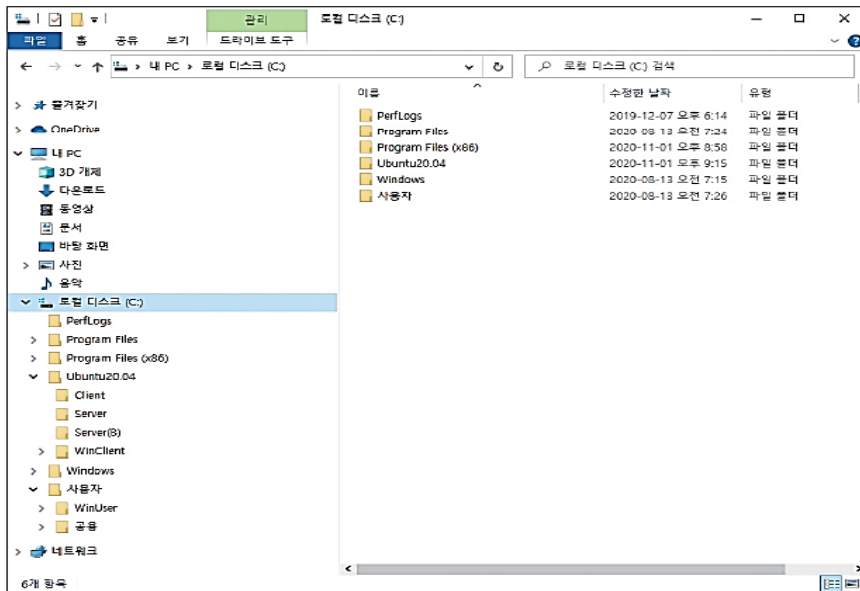 관리 로컬 디스크 (C:)
파일 홈 공유 보기 드라이브 도구
내 PC › 로컬 디스크 (C:) 로컬 디스크 (C:) 검색
이름 수정한 날짜 유형
즐겨찾기
OneDrive
내 PC
3D 개체
다운로드
동영상
문서
바탕 화면
사진
음악
로컬 디스크 (C:)
PerfLogs
Program Files
Program Files (x86)
Ubuntu20.04
Client
Server
Server(B)
WinClient
Windows
사용자
WinUser
공용
네트워크
PerfLogs 2019-12-07 오후 6:14 파일 폴더
Program Files 2020-08-13 오전 7:24 파일 폴더
Program Files (x86) 2020-11-01 오후 8:58 파일 폴더
Ubuntu20.04 2020-11-01 오후 9:15 파일 폴더
Windows 2020-08-13 오전 7:15 파일 폴더
사용자 2020-08-13 오전 7:26 파일 폴더
6개 항목